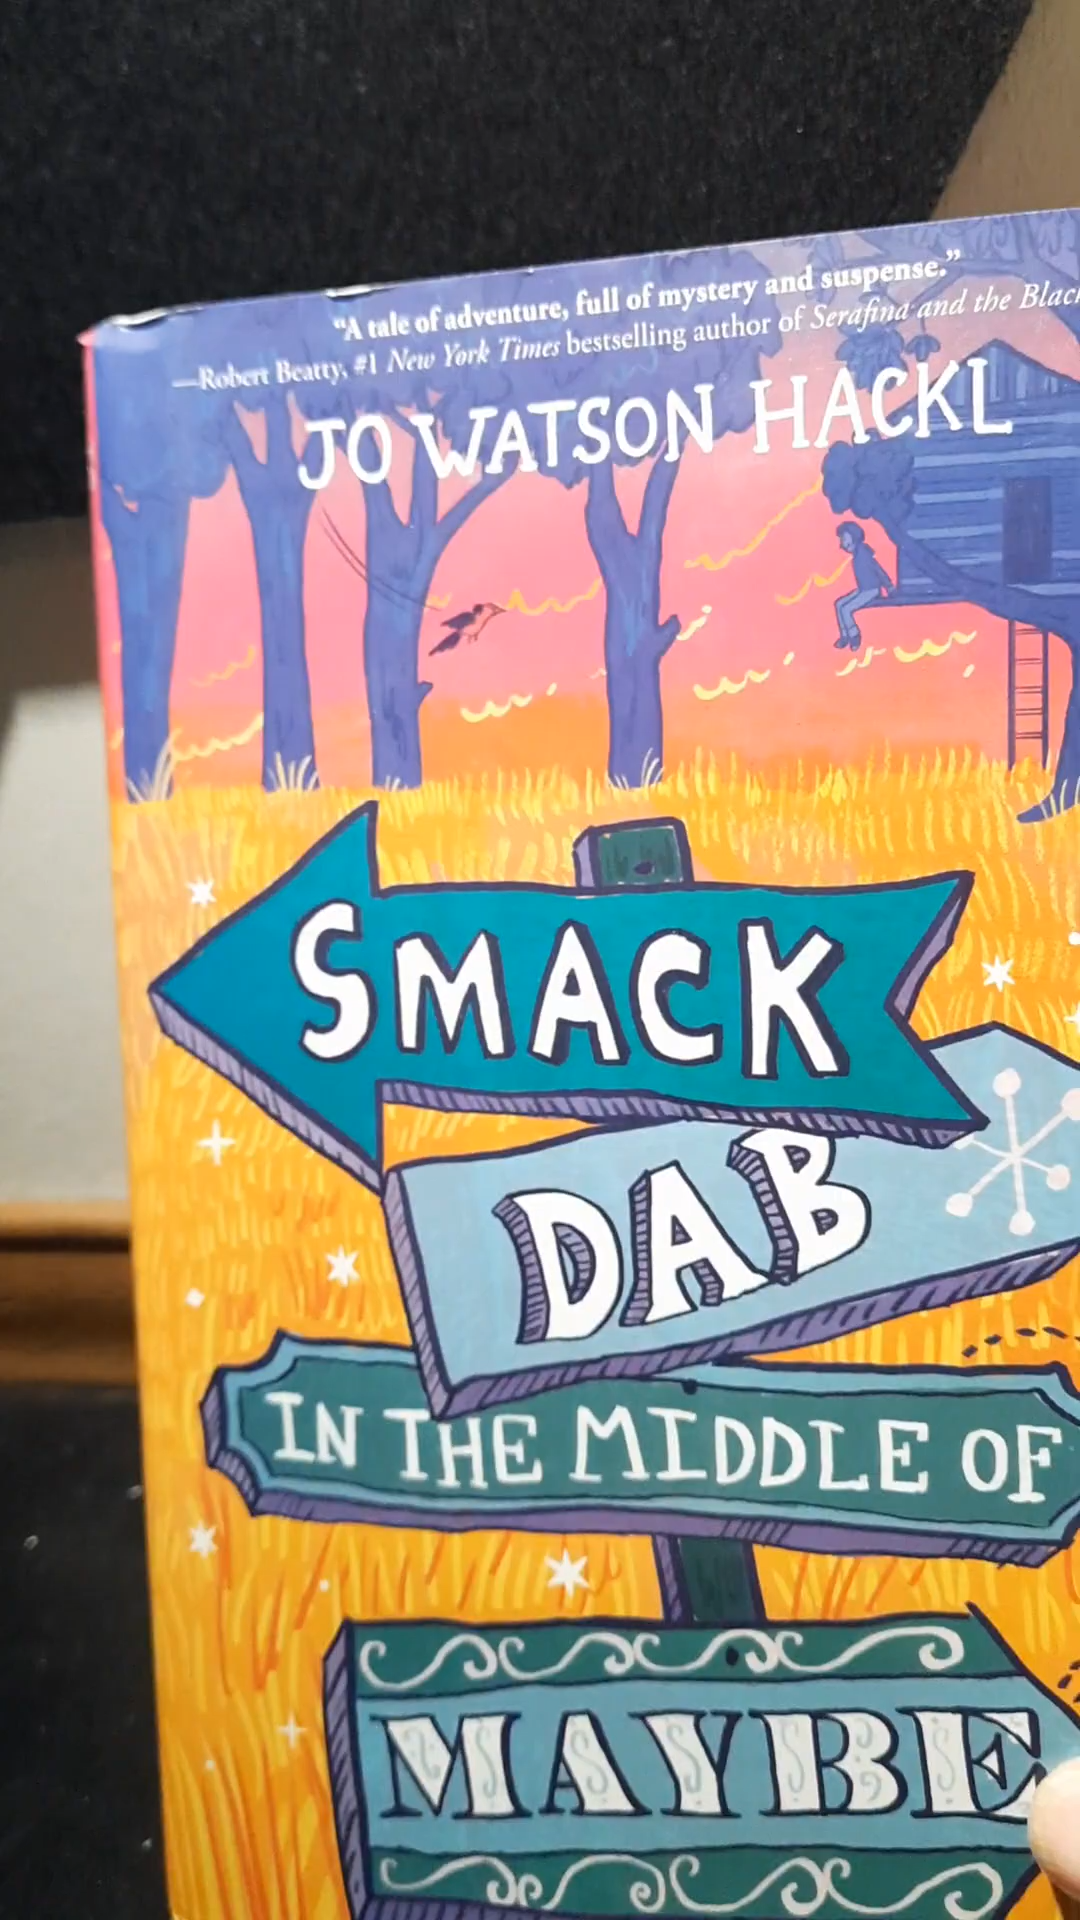 “A tale of adventure, full of mystery and suspense.”
—Robert Beatty, #1 New York Times bestselling author of Serafina and the Black
JO WATSON HACKL
SMACK
DAB
IN THE MIDDLE OF
MAYBE